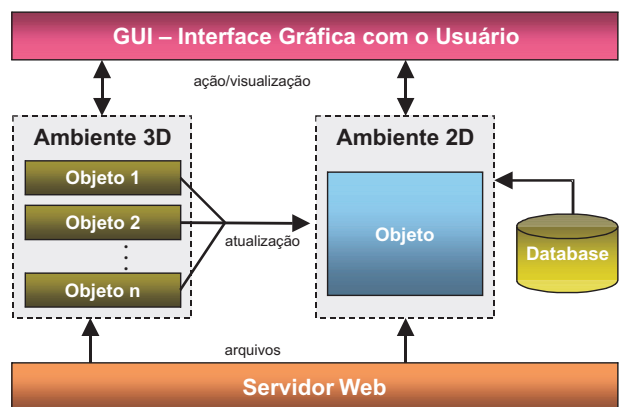 GUI – Interface Gráfica com o Usuário
ação/visualização
Ambiente 3D
Ambiente 2D
Objeto 1
Objeto 2
Objeto n
atualização
Objeto
Database
arquivos
Servidor Web